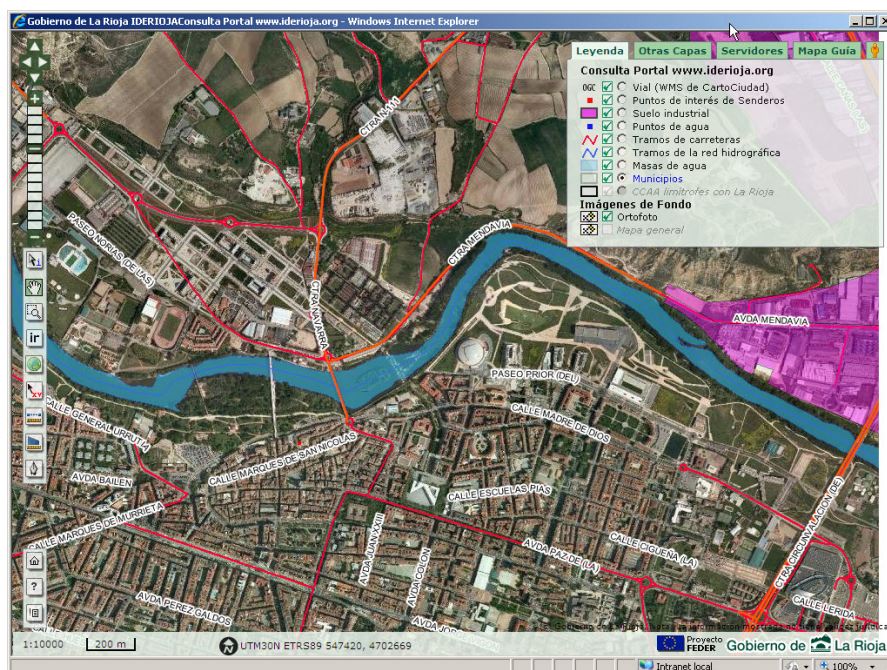 Gobierno de La Rioja IDERIOJAConsulta Portal www.iderioja.org - Windows Internet Explorer
Leyenda Otras Capas Servidores Mapa Guía
Consulta Portal www.iderioja.org
OGC Vial (WMS de CartoCiudad)
Puntos de interés de Senderos
Suelo industrial
Puntos de agua
Tramos de carreteras
Tramos de la red hidrográfica
Masas de agua
Municipios
CCAA limítrofes con La Rioja
Imágenes de Fondo
Ortofoto
Mapa general
CTRA N-111
PASEO NORIAS (DE LAS)
CTRA MENDAVIA
CTRA NAVARRA
AVDA MENDAVIA
PASEO PRIOR (DEL)
CALLE MADRE DE DIOS
CALLE GENERAL URRUTIA
CALLE MARQUES DE SAN NICOLAS
AVDA BAILEN
CALLE ESCUELAS PIAS
CALLE MARQUES DE MURRIETA
AVDA JUAN XXIII
AVDA COLON
AVDA PAZ DE (LA)
CALLE CIGUEÑA (LA)
CTRA CIRCUNVALACION (DE)
AVDA PEREZ GALDOS
CALLE LERIDA
ir
XY
?
1:10000 200 m UTM30N ETRS89 547420, 4702669
Proyecto FEDER Gobierno de La Rioja
Intranet local 100%